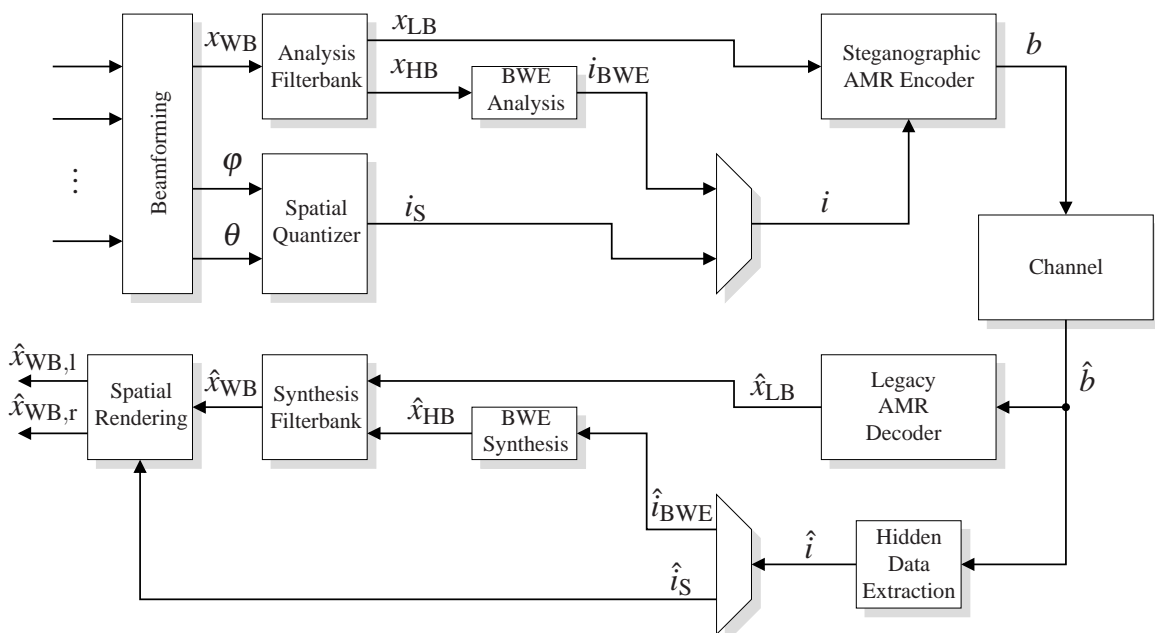 x_WB
Analysis
Filterbank
x_LB
x_HB
BWE
Analysis
i_BWE
Steganographic
AMR Encoder
b
Beamforming
⋮
φ
θ
Spatial
Quantizer
i_S
i
Channel
x̂_WB,l
x̂_WB,r
Spatial
Rendering
x̂_WB
Synthesis
Filterbank
x̂_LB
x̂_HB
BWE
Synthesis
Legacy
AMR
Decoder
b̂
î_BWE
î_S
î
Hidden
Data
Extraction